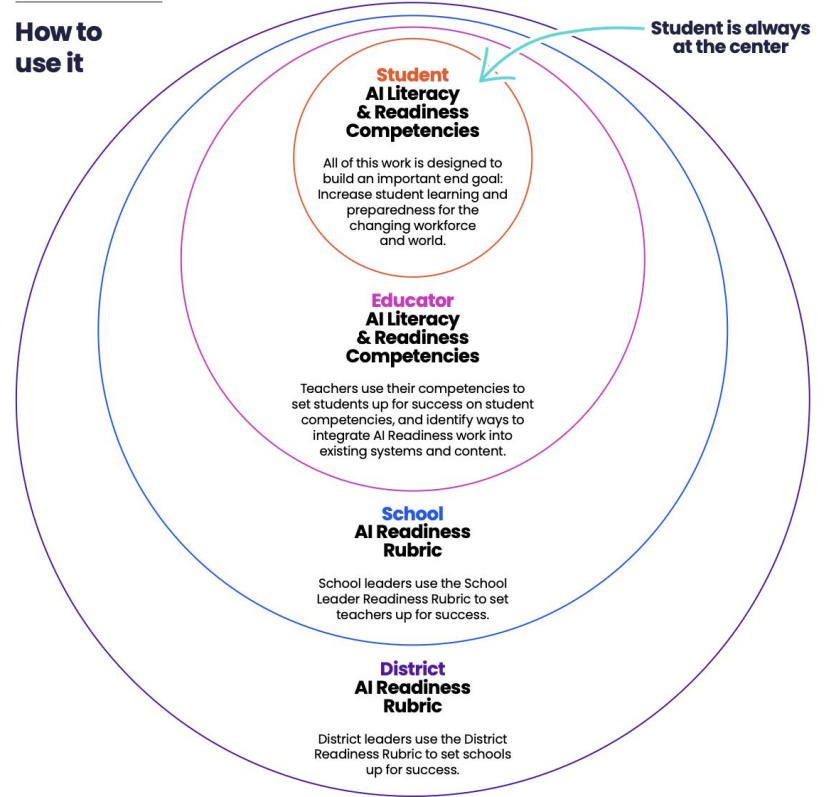 How to
use it
Student is always
at the center
Student
AI Literacy
& Readiness
Competencies
All of this work is designed to
build an important end goal:
Increase student learning and
preparedness for the
changing workforce
and world.
Educator
AI Literacy
& Readiness
Competencies
Teachers use their competencies to
set students up for success on student
competencies, and identify ways to
integrate AI Readiness work into
existing systems and content.
School
AI Readiness
Rubric
School leaders use the School
Leader Readiness Rubric to set
teachers up for success.
District
AI Readiness
Rubric
District leaders use the District
Readiness Rubric to set schools
up for success.